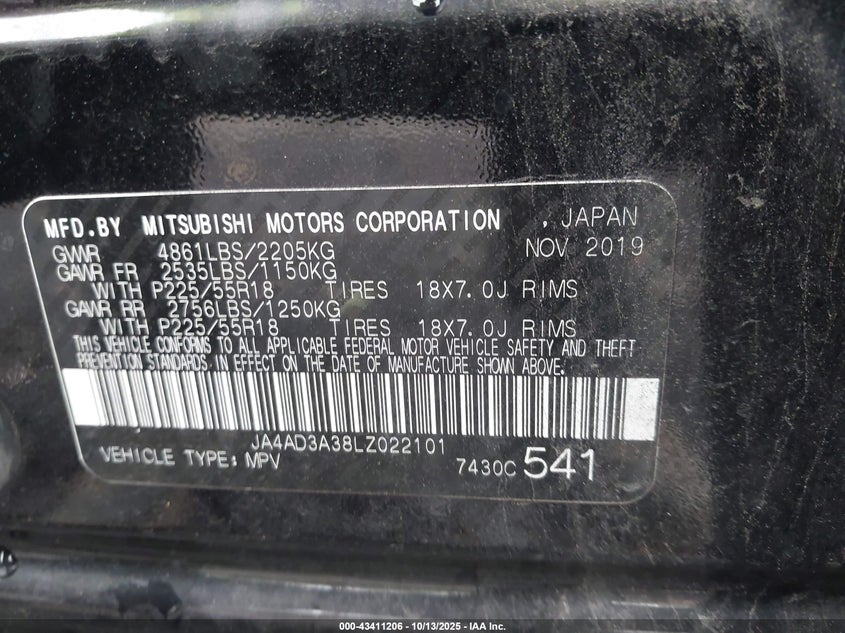 MFD.BY MITSUBISHI MOTORS CORPORATION , JAPAN
GVWR 4861LBS/2205KG NOV 2019
GAWR FR 2535LBS/1150KG
WITH P225/55R18 TIRES 18X7.0J RIMS
GAWR RR 2756LBS/1250KG
WITH P225/55R18 TIRES 18X7.0J RIMS
THIS VEHICLE CONFORMS TO ALL APPLICABLE FEDERAL MOTOR VEHICLE SAFETY AND THEFT
PREVENTION STANDARDS IN EFFECT ON THE DATE OF MANUFACTURE SHOWN ABOVE.
JA4AD3A38LZ022101
VEHICLE TYPE: MPV 7430C 541
000-43411206 - 10/13/2025 - IAA Inc.